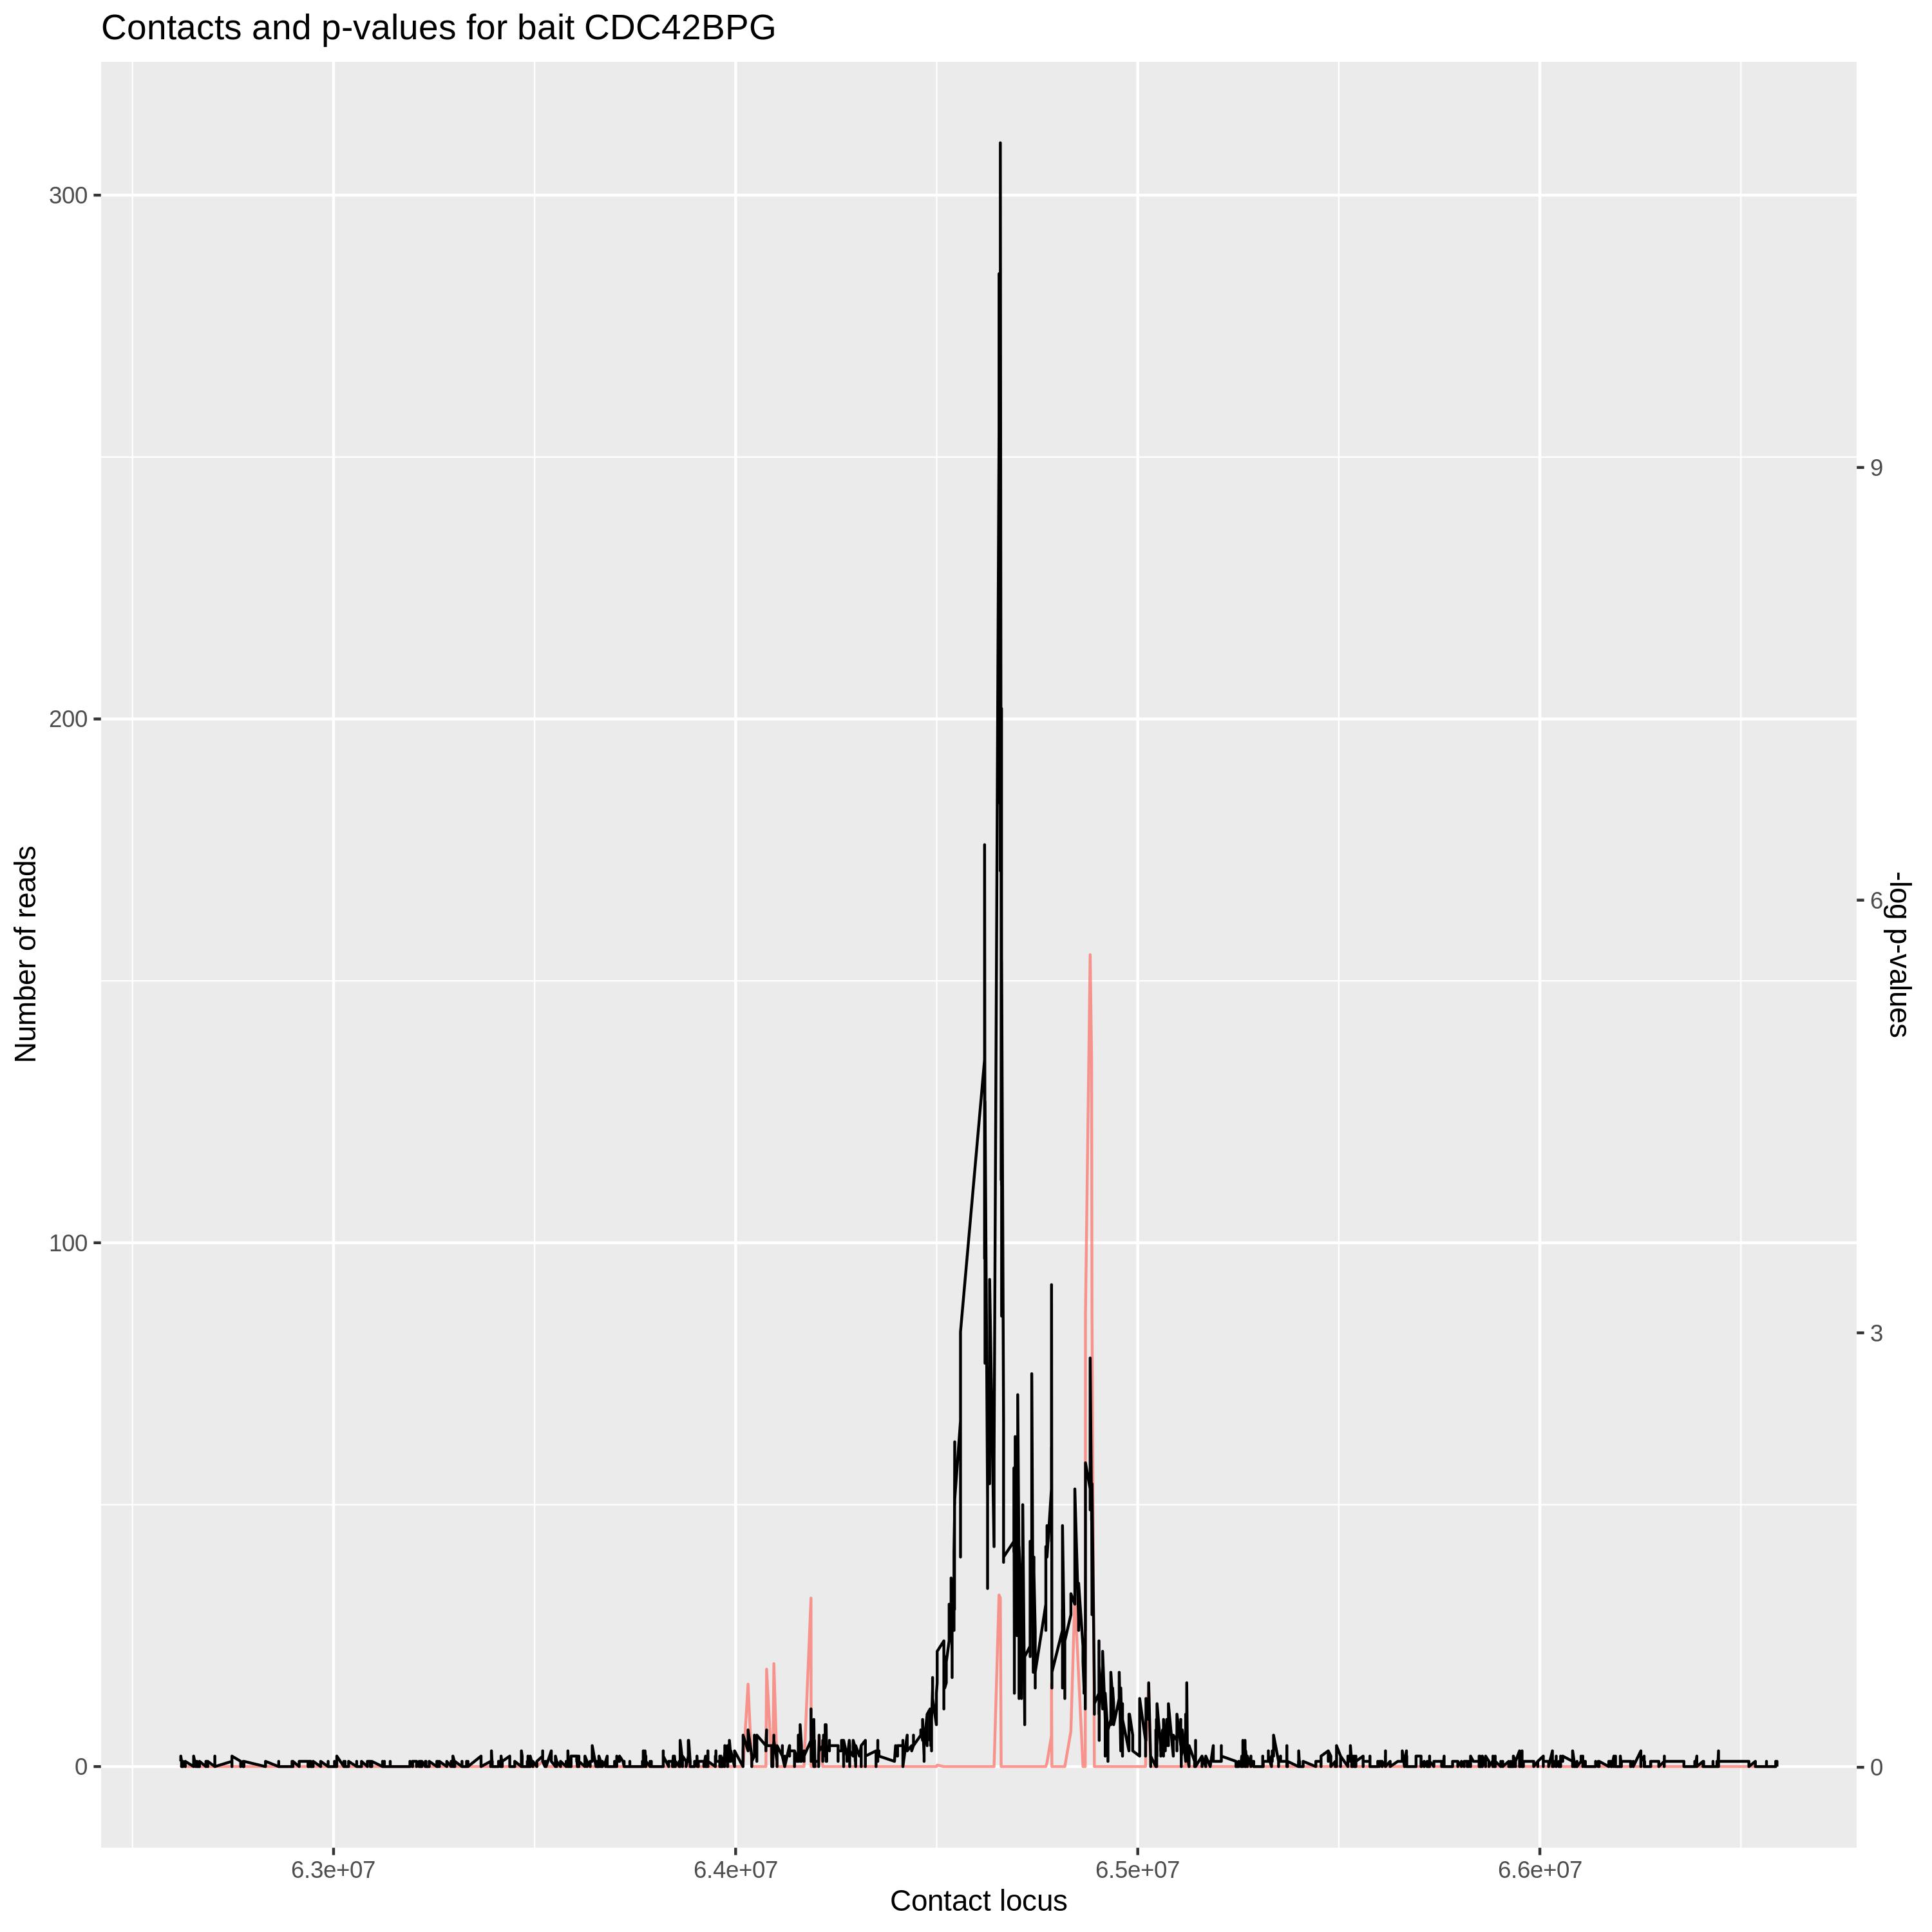 Contacts and p-values for bait CDC42BPG
300
200
100
0
Number of reads
9
6
3
0
-log p-values
6.3e+07 6.4e+07 6.5e+07 6.6e+07
Contact locus